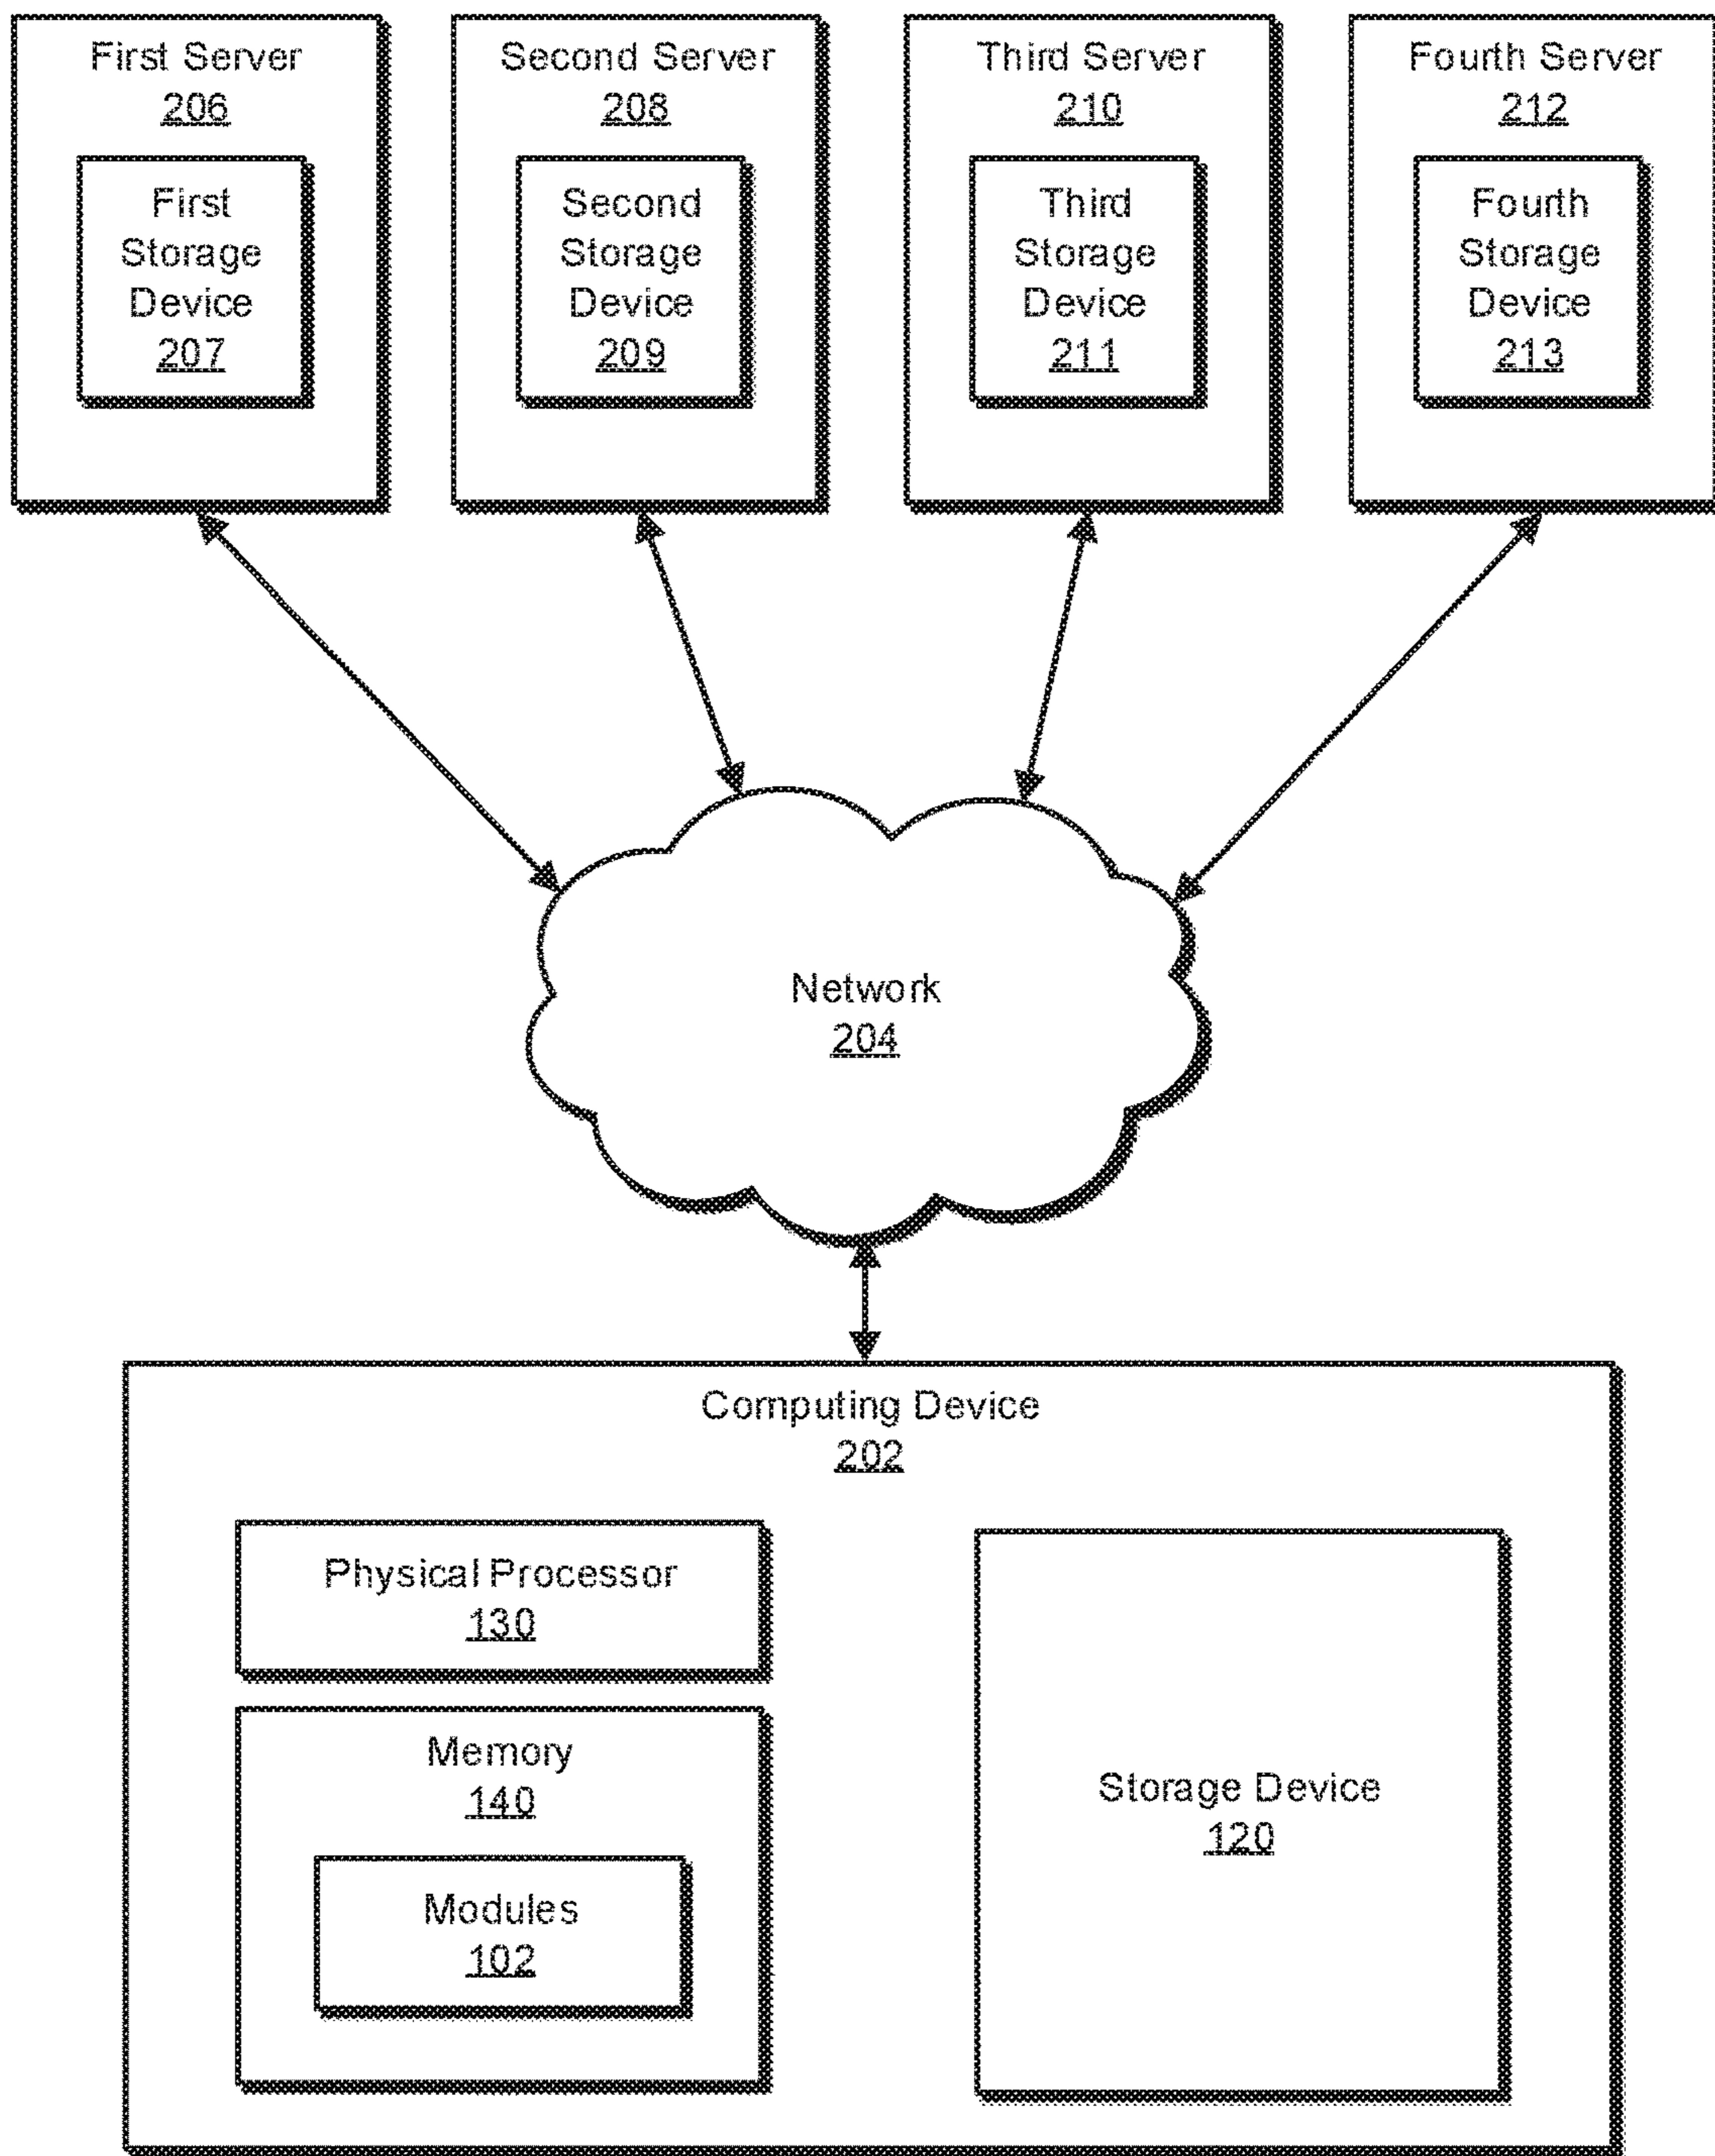 First Server
206
First
Storage
Device
207
Second Server
208
Second
Storage
Device
209
Third Server
210
Third
Storage
Device
211
Fourth Server
212
Fourth
Storage
Device
213
Network
204
Computing Device
202
Physical Processor
130
Memory
140
Modules
102
Storage Device
120